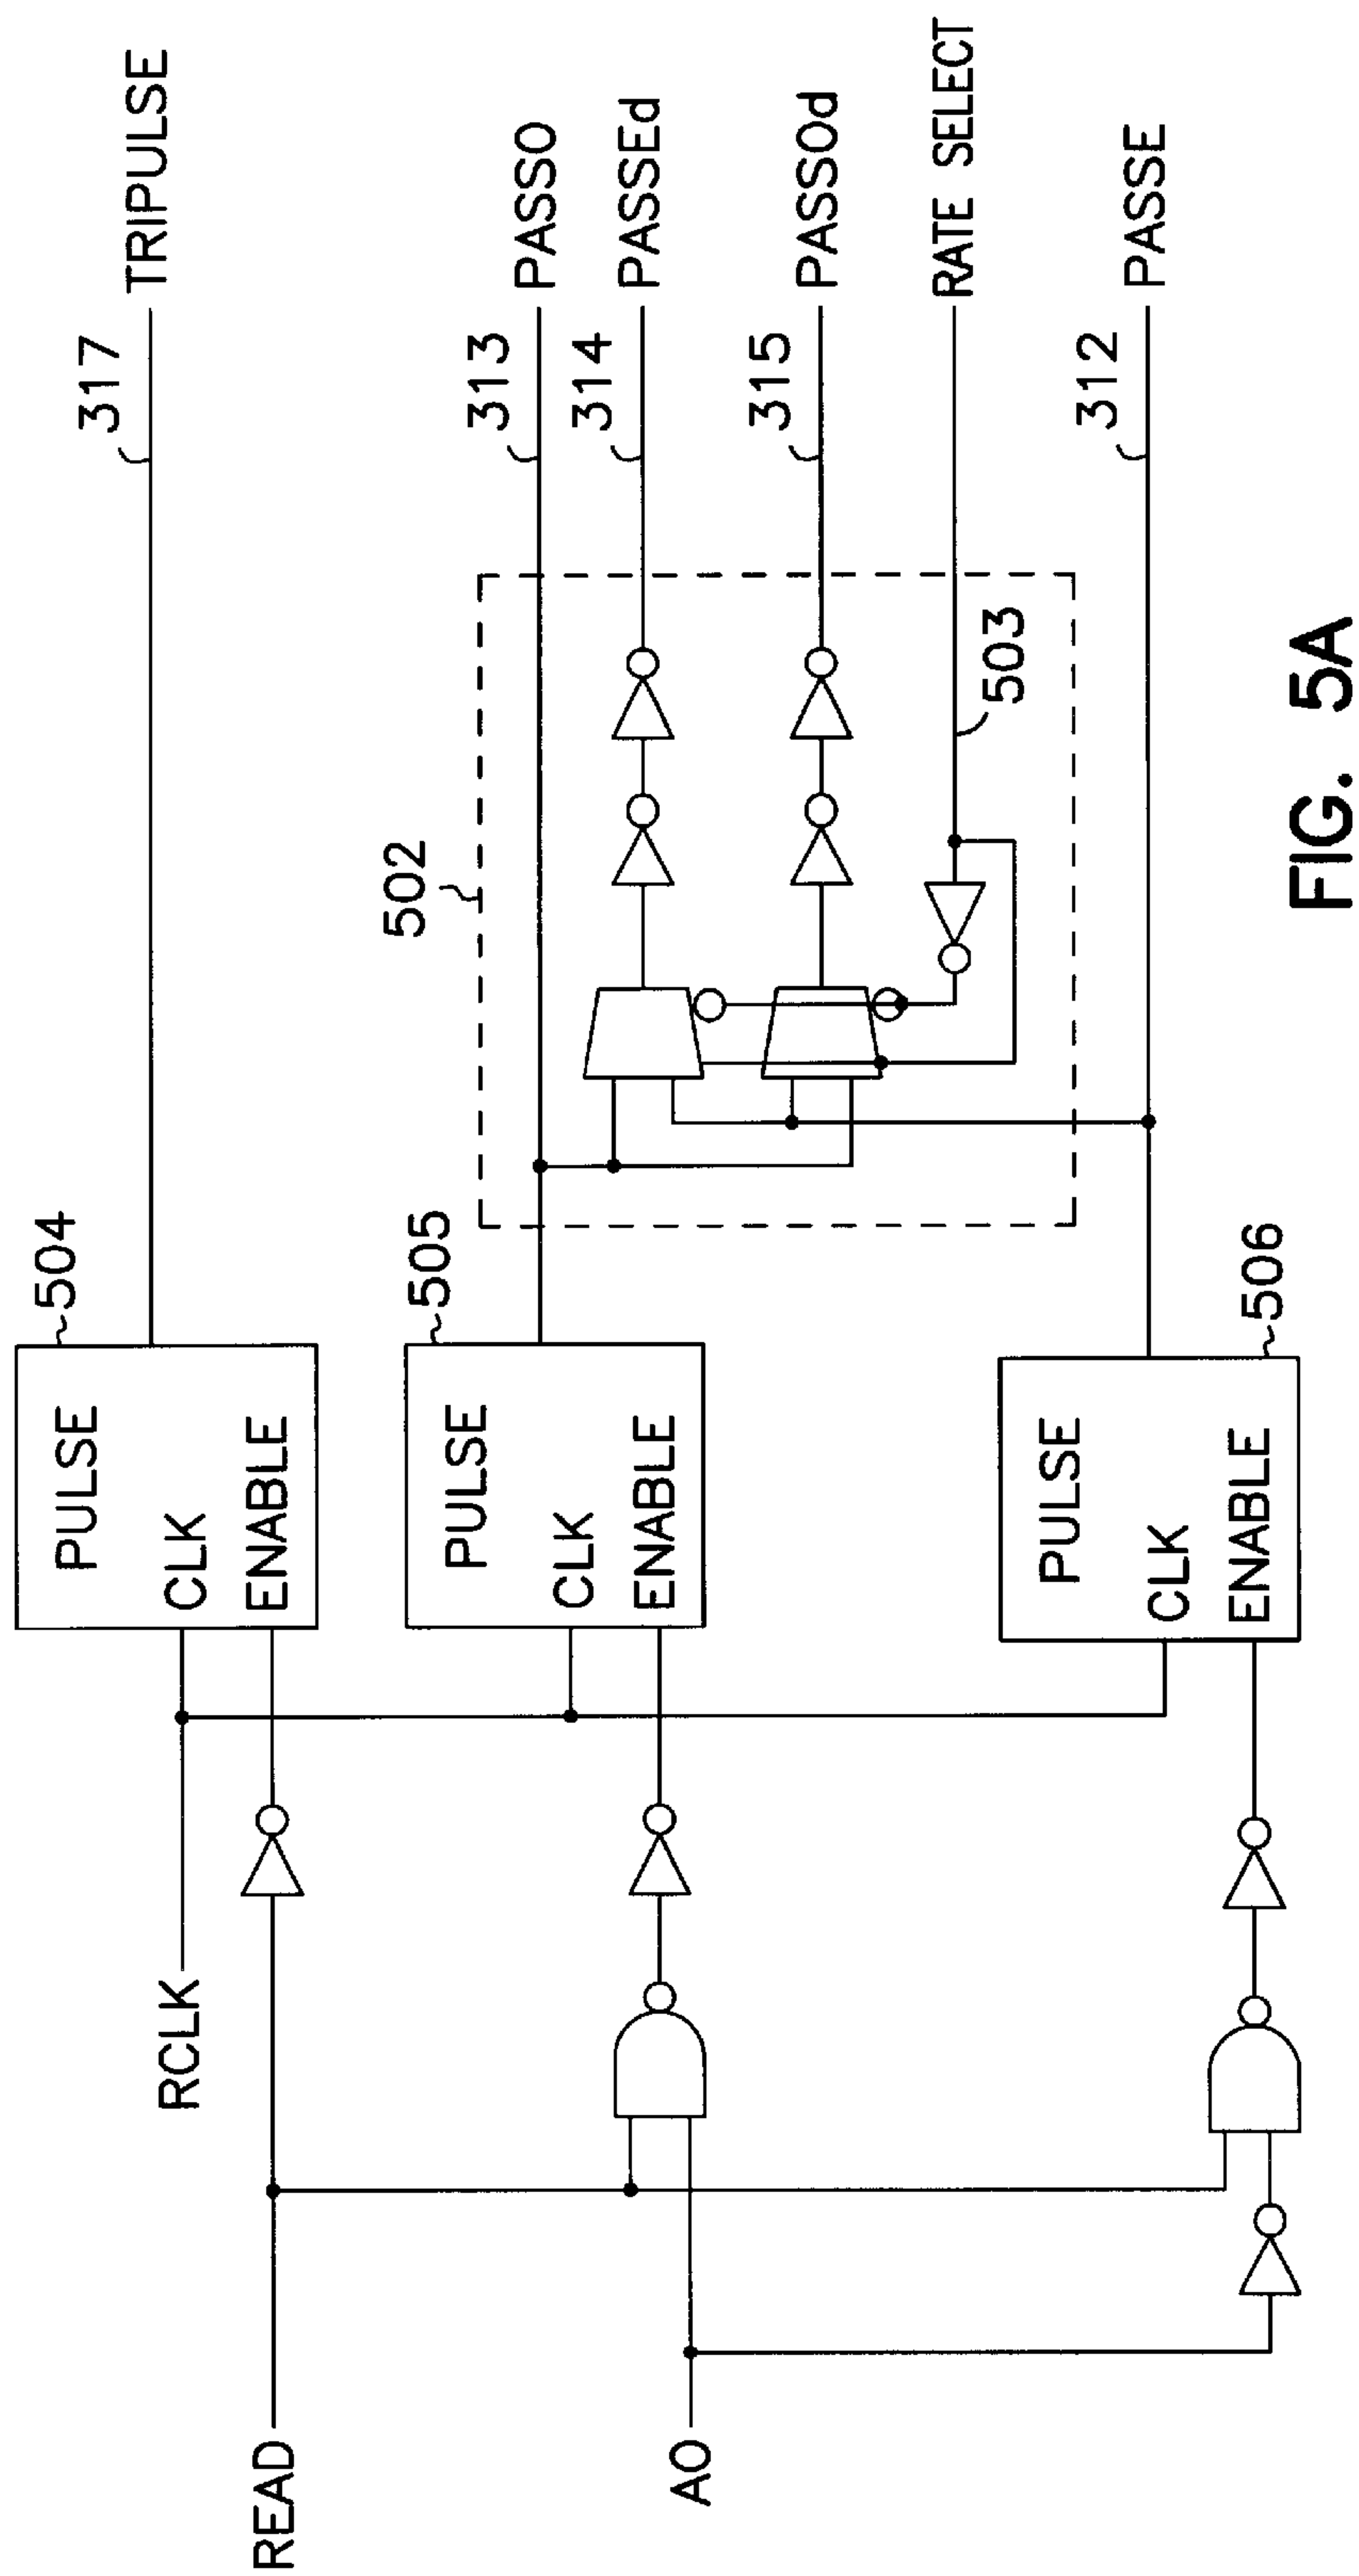 READ
RCLK
A0
PULSE
CLK
ENABLE
504
317
TRIPULSE
PULSE
CLK
ENABLE
505
502
313
PASSO
314
PASSEd
315
PASSOd
503
RATE SELECT
PULSE
CLK
ENABLE
506
312
PASSE
FIG. 5A